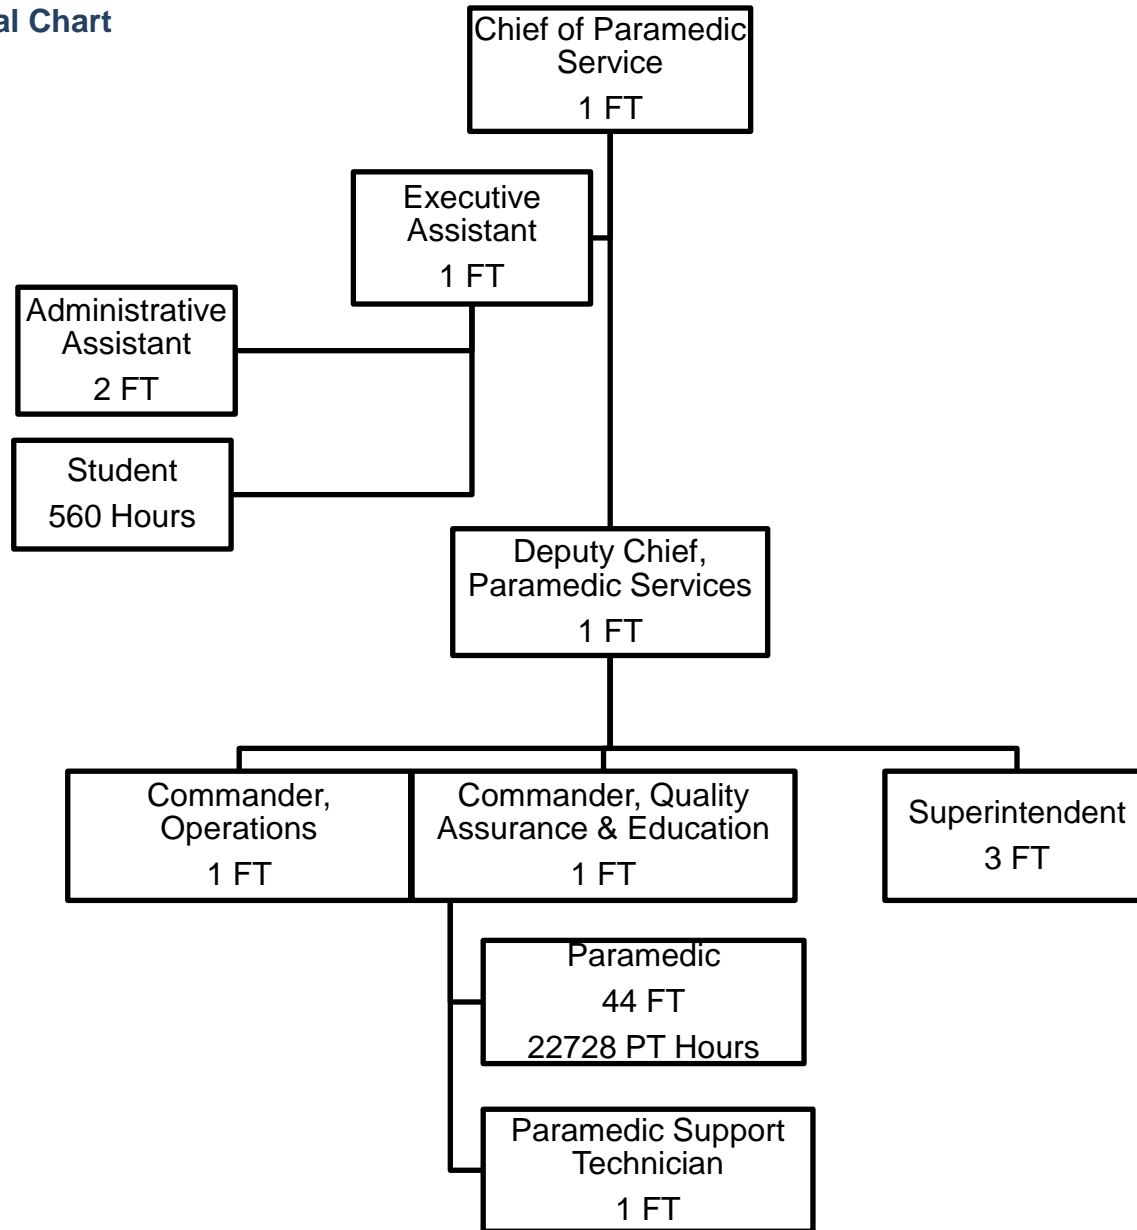 al Chart
Chief of Paramedic
Service
1 FT
Executive
Assistant
1 FT
Administrative
Assistant
2 FT
Student
560 Hours
Deputy Chief,
Paramedic Services
1 FT
Commander,
Operations
1 FT
Commander, Quality
Assurance & Education
1 FT
Superintendent
3 FT
Paramedic
44 FT
22728 PT Hours
Paramedic Support
Technician
1 FT